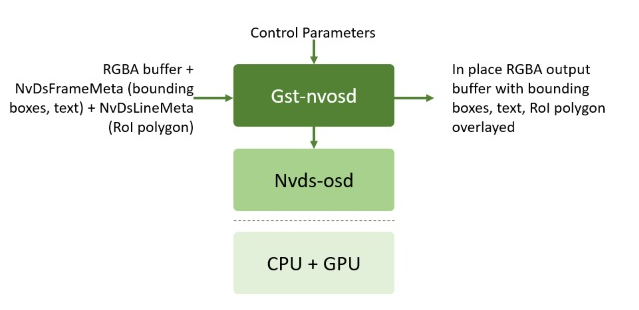 Control Parameters
RGBA buffer +
NvDsFrameMeta (bounding
boxes, text) + NvDsLineMeta
(RoI polygon)
Gst-nvosd
In place RGBA output
buffer with bounding
boxes, text, RoI polygon
overlayed
Nvds-osd
CPU + GPU